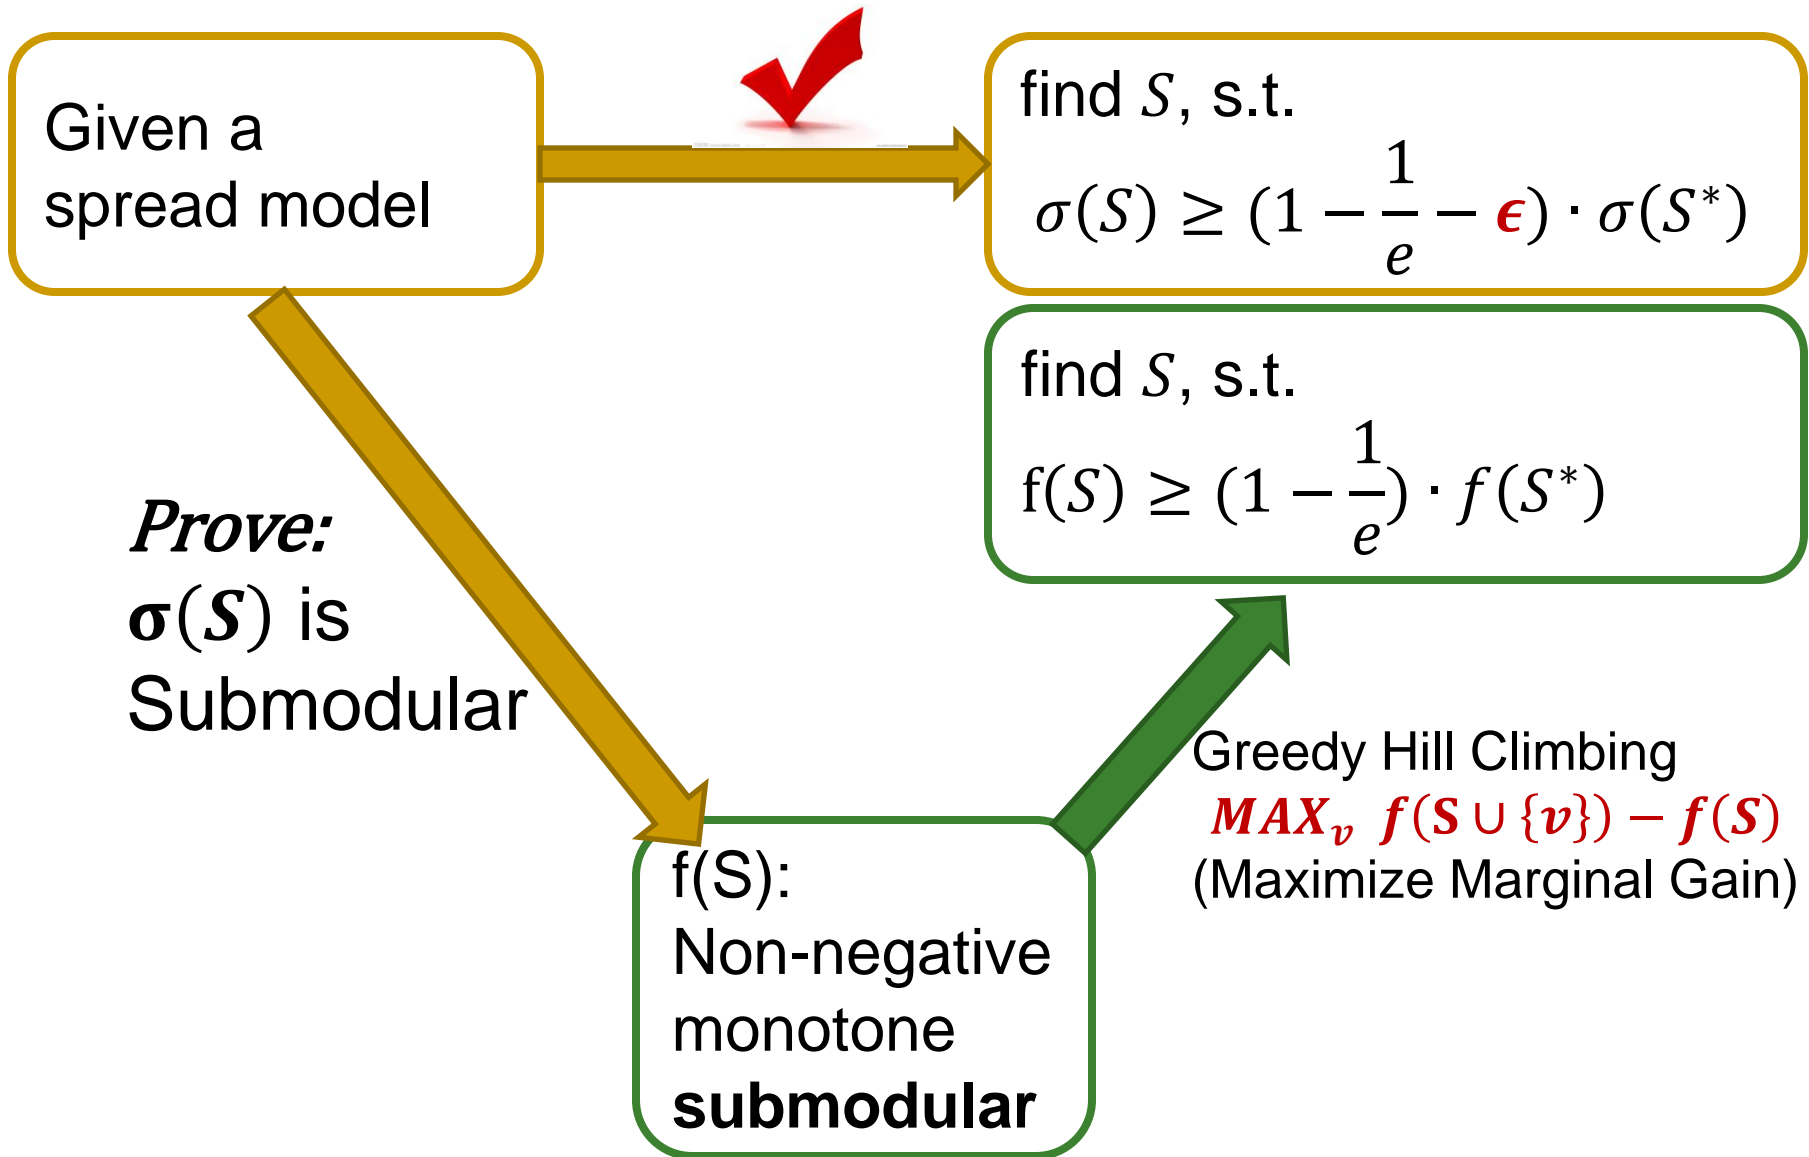 Given a
spread model
find 𝑆, s.t.
𝜎(𝑆) ≥ (1 − 1/𝑒 − 𝝐) · 𝜎(𝑆*)
find 𝑆, s.t.
f(𝑆) ≥ (1 − 1/𝑒) · 𝑓(𝑆*)
Prove:
𝛔(𝑺) is
Submodular
Greedy Hill Climbing
𝑴𝑨𝑿𝒗 𝒇(𝐒 ∪ {𝒗}) − 𝒇(𝑺)
(Maximize Marginal Gain)
f(S):
Non-negative
monotone
submodular